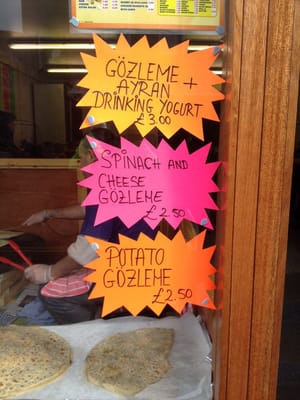 GÖZLEME +
AYRAN
DRINKING YOGURT
£3.00
SPINACH AND
CHEESE
GÖZLEME
£2.50
POTATO
GÖZLEME
£2.50